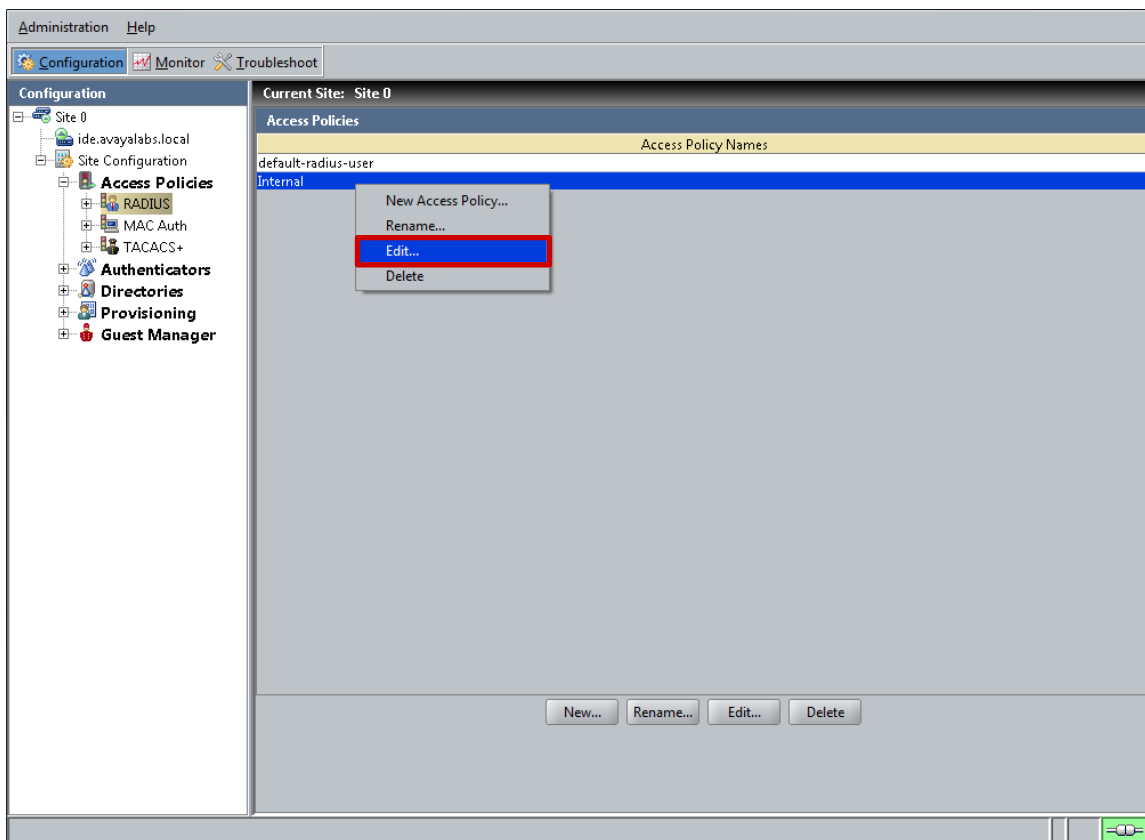 Administration Help
Configuration Monitor Troubleshoot
Configuration
Site 0
ide.avayalabs.local
Site Configuration
Access Policies
RADIUS
MAC Auth
TACACS+
Authenticators
Directories
Provisioning
Guest Manager
Current Site: Site 0
Access Policies
Access Policy Names
default-radius-user
Internal
New Access Policy...
Rename...
Edit...
Delete
New... Rename... Edit... Delete